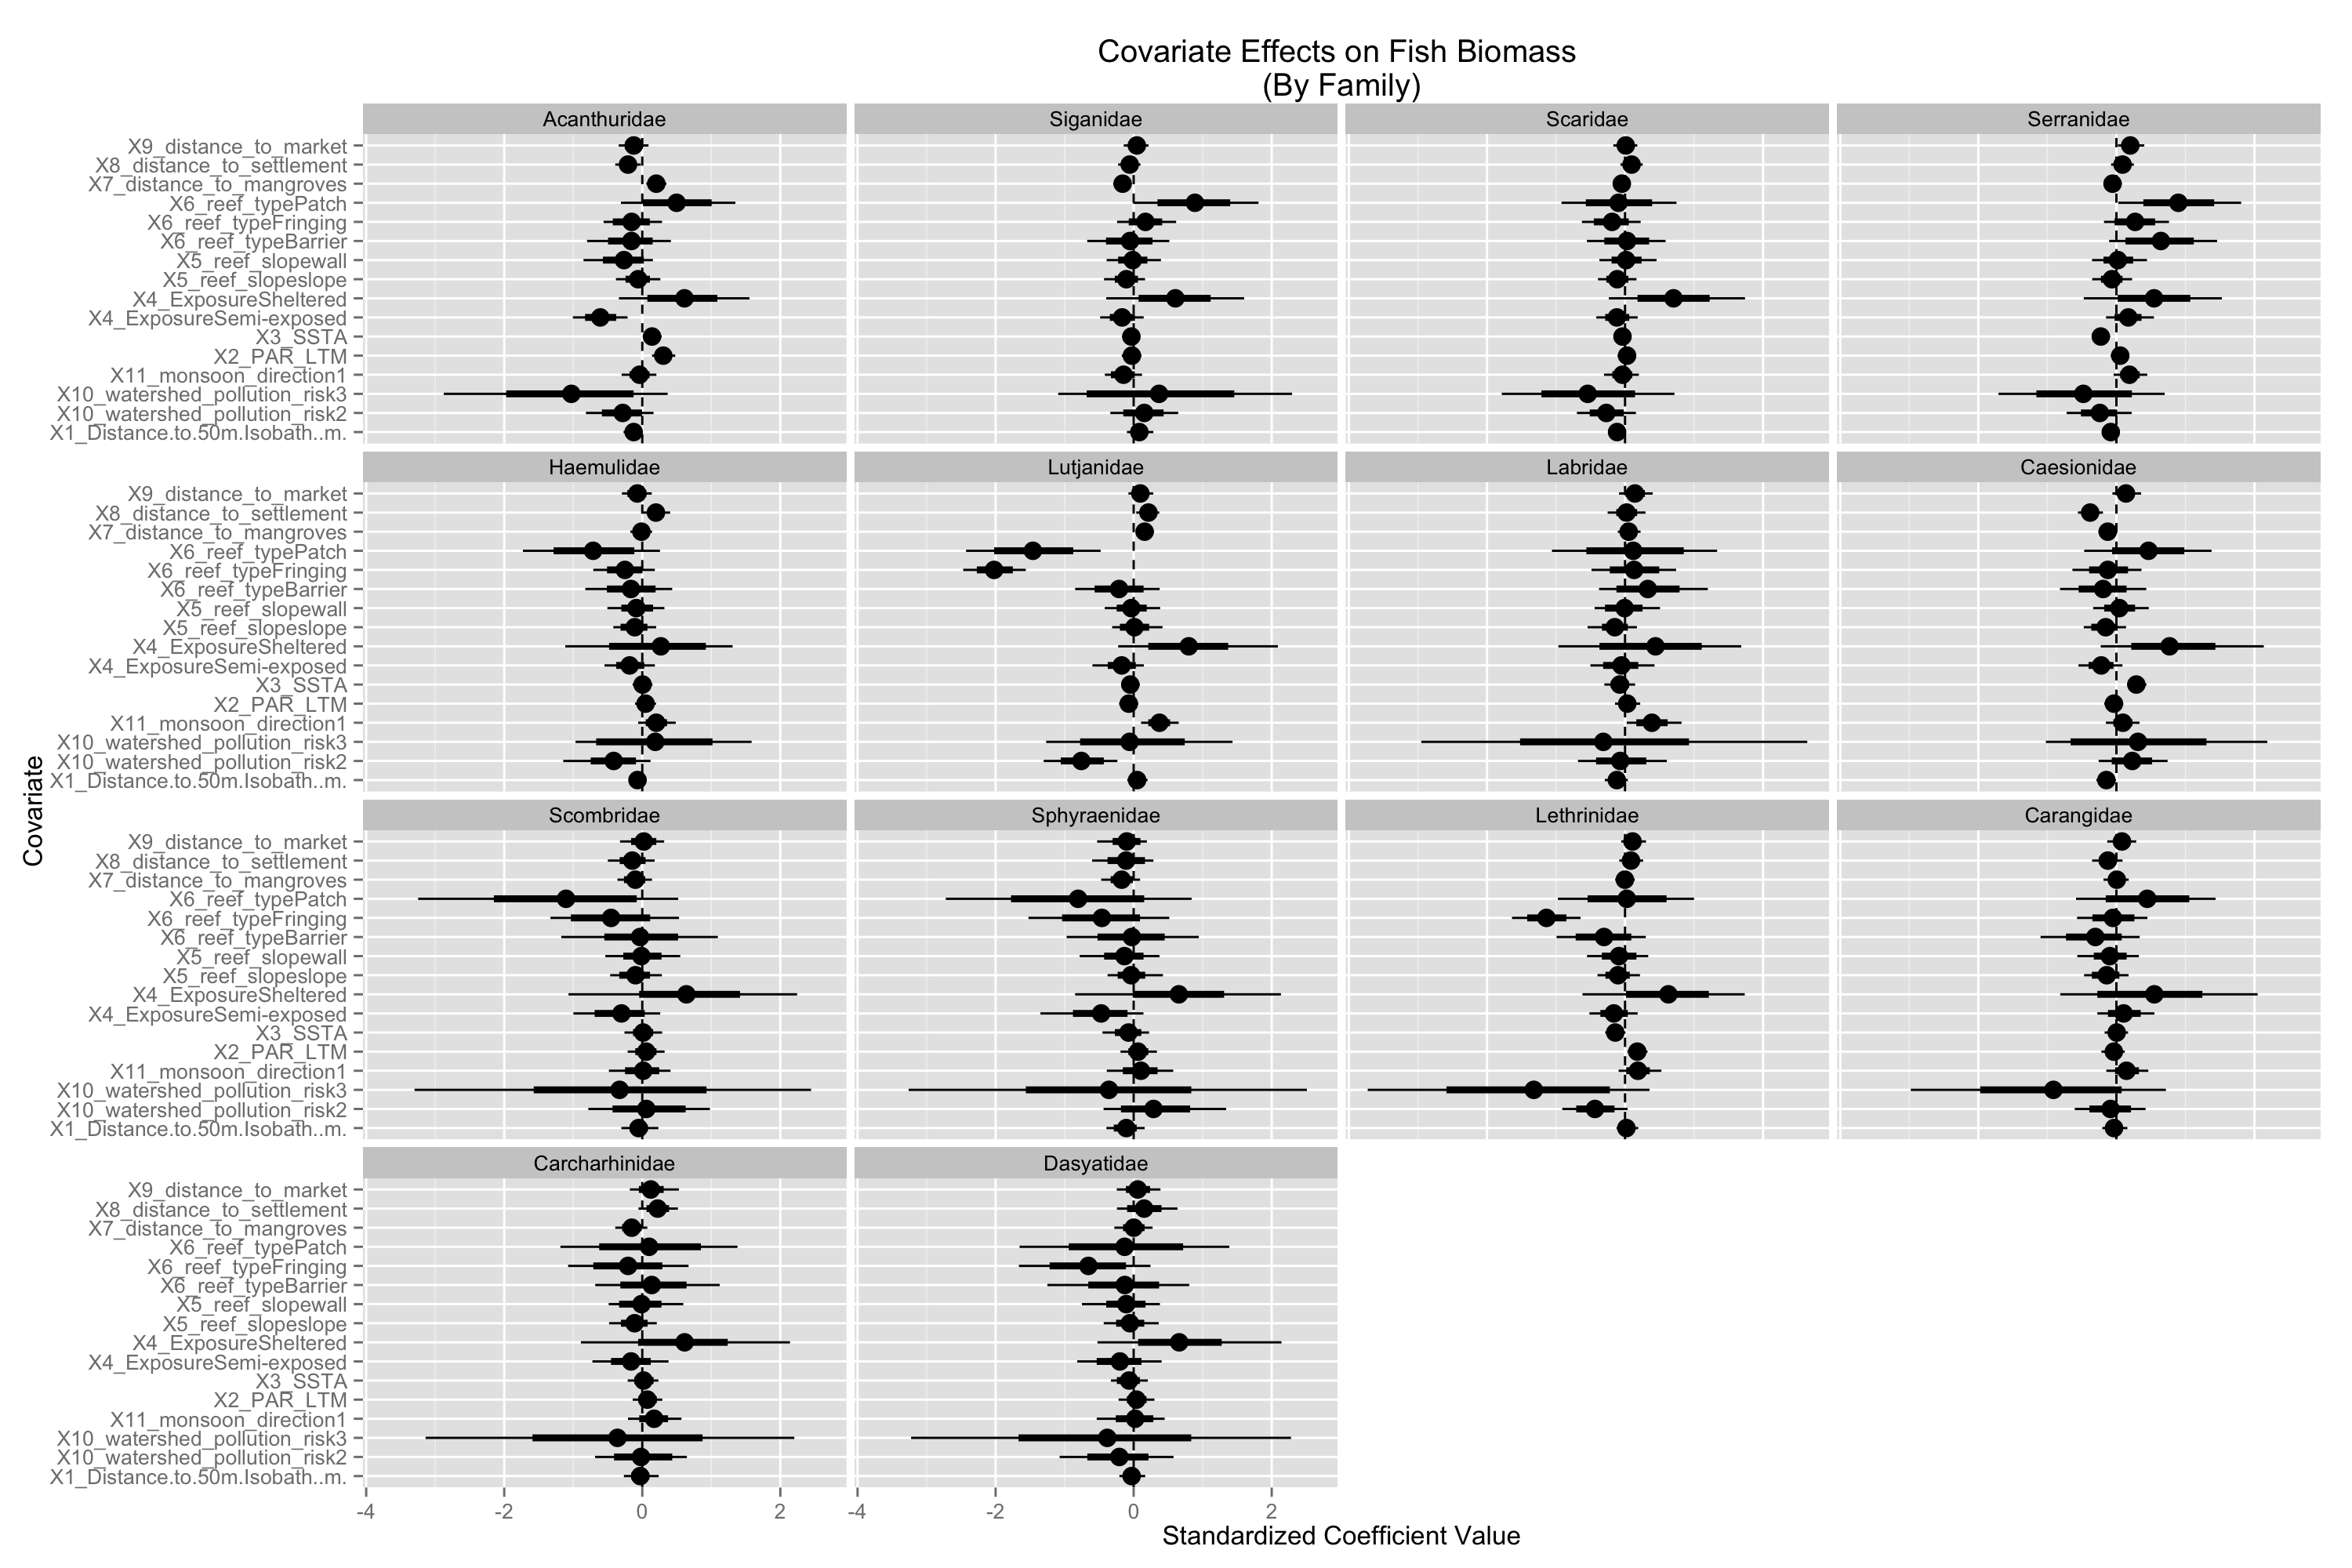 Covariate Effects on Fish Biomass
(By Family)
Acanthuridae
Siganidae
Scaridae
Serranidae
X9_distance_to_market
X8_distance_to_settlement
X7_distance_to_mangroves
X6_reef_typePatch
X6_reef_typeFringing
X6_reef_typeBarrier
X5_reef_slopewall
X5_reef_slopeslope
X4_ExposureSheltered
X4_ExposureSemi-exposed
X3_SSTA
X2_PAR_LTM
X11_monsoon_direction1
X10_watershed_pollution_risk3
X10_watershed_pollution_risk2
X1_Distance.to.50m.Isobath..m.
Haemulidae
Lutjanidae
Labridae
Caesionidae
X9_distance_to_market
X8_distance_to_settlement
X7_distance_to_mangroves
X6_reef_typePatch
X6_reef_typeFringing
X6_reef_typeBarrier
X5_reef_slopewall
X5_reef_slopeslope
X4_ExposureSheltered
X4_ExposureSemi-exposed
X3_SSTA
X2_PAR_LTM
X11_monsoon_direction1
X10_watershed_pollution_risk3
X10_watershed_pollution_risk2
X1_Distance.to.50m.Isobath..m.
Covariate
Scombridae
Sphyraenidae
Lethrinidae
Carangidae
X9_distance_to_market
X8_distance_to_settlement
X7_distance_to_mangroves
X6_reef_typePatch
X6_reef_typeFringing
X6_reef_typeBarrier
X5_reef_slopewall
X5_reef_slopeslope
X4_ExposureSheltered
X4_ExposureSemi-exposed
X3_SSTA
X2_PAR_LTM
X11_monsoon_direction1
X10_watershed_pollution_risk3
X10_watershed_pollution_risk2
X1_Distance.to.50m.Isobath..m.
Carcharhinidae
Dasyatidae
X9_distance_to_market
X8_distance_to_settlement
X7_distance_to_mangroves
X6_reef_typePatch
X6_reef_typeFringing
X6_reef_typeBarrier
X5_reef_slopewall
X5_reef_slopeslope
X4_ExposureSheltered
X4_ExposureSemi-exposed
X3_SSTA
X2_PAR_LTM
X11_monsoon_direction1
X10_watershed_pollution_risk3
X10_watershed_pollution_risk2
X1_Distance.to.50m.Isobath..m.
-4 -2 0 2 -4 -2 0 2
Standardized Coefficient Value